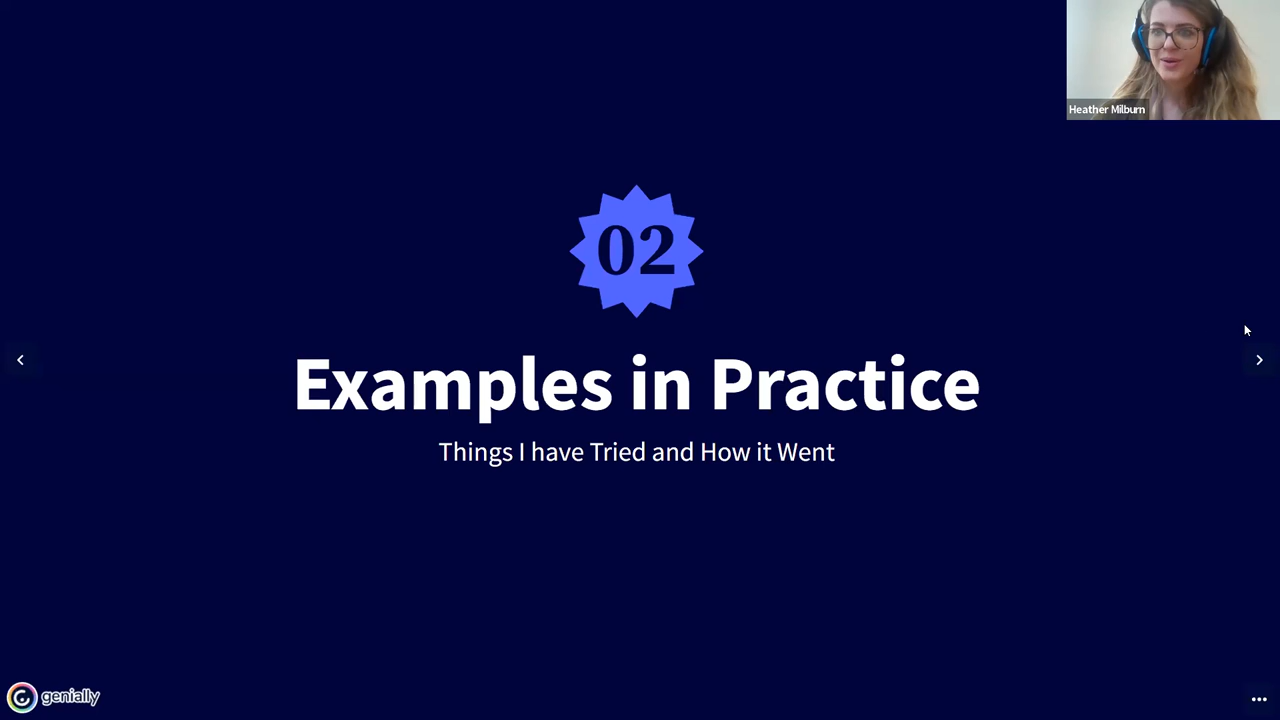 Heather Milburn
02
Examples in Practice
Things I have Tried and How it Went
genially